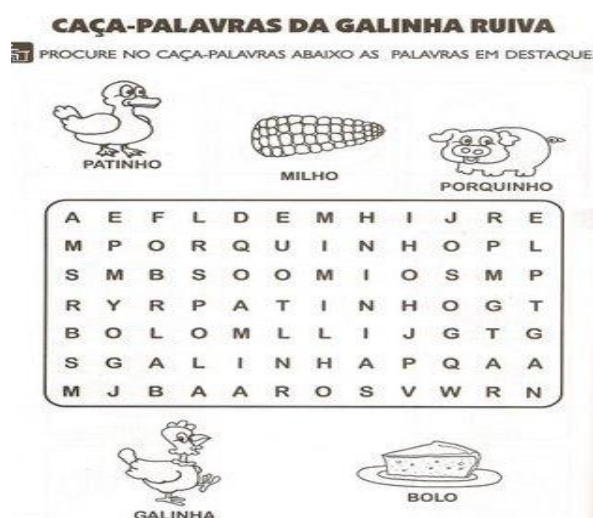 CAÇA-PALAVRAS DA GALINHA RUIVA
PROCURE NO CAÇA-PALAVRAS ABAIXO AS PALAVRAS EM DESTAQUE
PATINHO
MILHO
PORQUINHO
A E F L D E M H I J R E
M P O R Q U I N H O P L
S M B S O O M I O S M P
R Y R P A T I N H O G T
B O L O M L L I J G T G
S G A L I N H A P Q A A
M J B A A R O S V W R N
BOLO
GALINHA